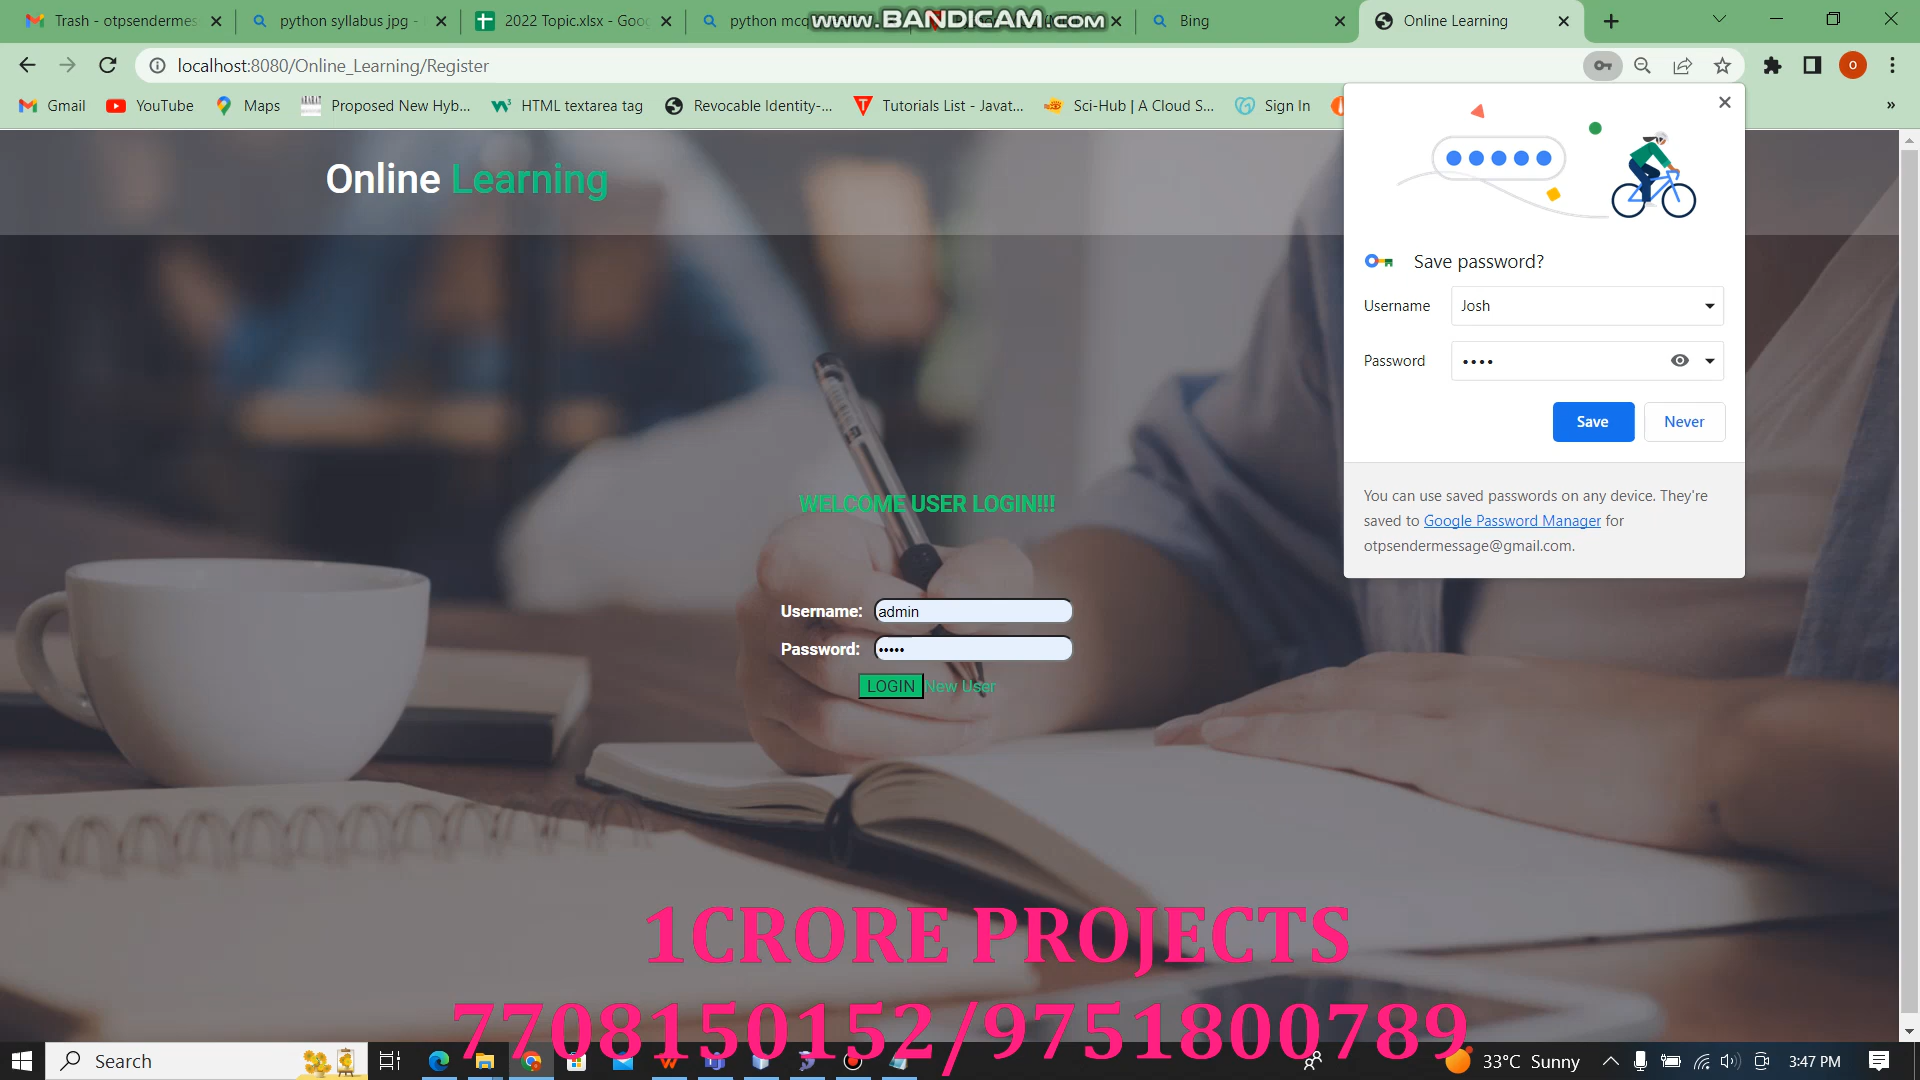 Trash - otpsendermes
python syllabus jpg -
2022 Topic.xlsx - Goo
python mcq
www.BANDICAM.com
Bing
Online Learning
localhost:8080/Online_Learning/Register
O
Gmail
YouTube
Maps
Proposed New Hyb...
HTML textarea tag
Revocable Identity-...
Tutorials List - Javat...
Sci-Hub | A Cloud S...
Sign In
»
Online Learning
Save password?
Username
Josh
Password
••••
Save
Never
You can use saved passwords on any device. They're
saved to Google Password Manager for
otpsendermessage@gmail.com.
WELCOME USER LOGIN!!!
Username: admin
Password: •••••
LOGIN New User
1CRORE PROJECTS
7708150152/9751800789
Search
33°C Sunny
3:47 PM